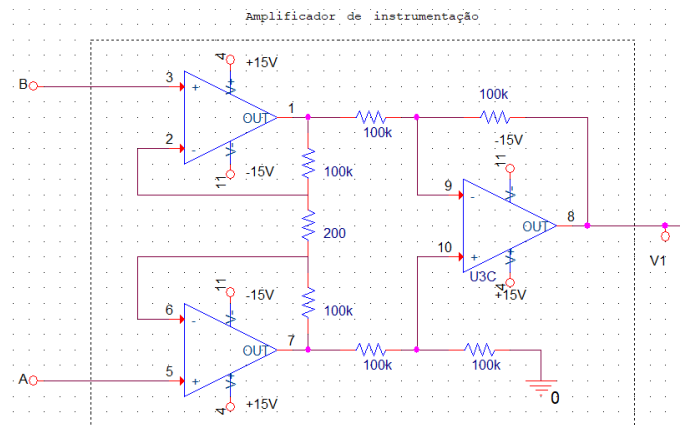 Amplificador de instrumentação
4
+15V
B
3
+
V+
1
OUT
100k
100k
2
-
V-
11
-15V
100k
-15V
11
9
-
V-
8
OUT
200
V1
10
+
V+
U3C
4
+15V
11
-15V
100k
6
-
V-
7
OUT
100k
100k
A
5
+
V+
4
+15V
0